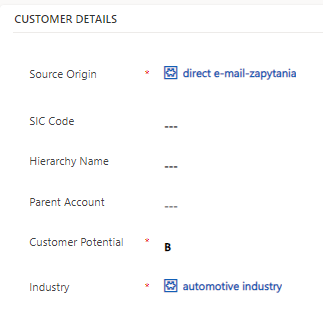 CUSTOMER DETAILS
Source Origin * direct e-mail-zapytania
SIC Code ---
Hierarchy Name ---
Parent Account ---
Customer Potential * B
Industry * automotive industry